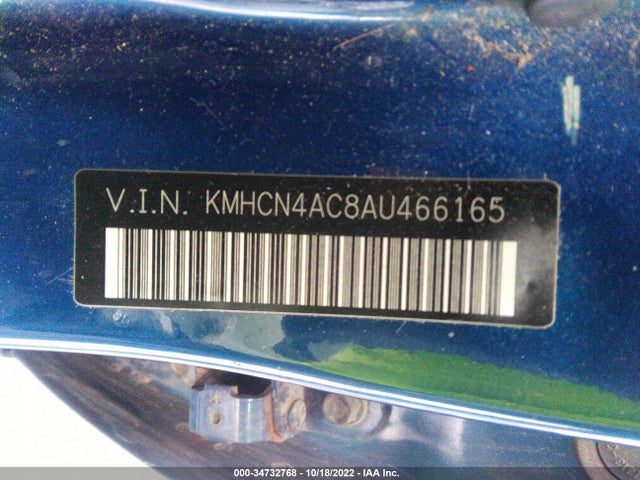 V.I.N. KMHCN4AC8AU466165
000-34732768 - 10/18/2022 - IAA Inc.